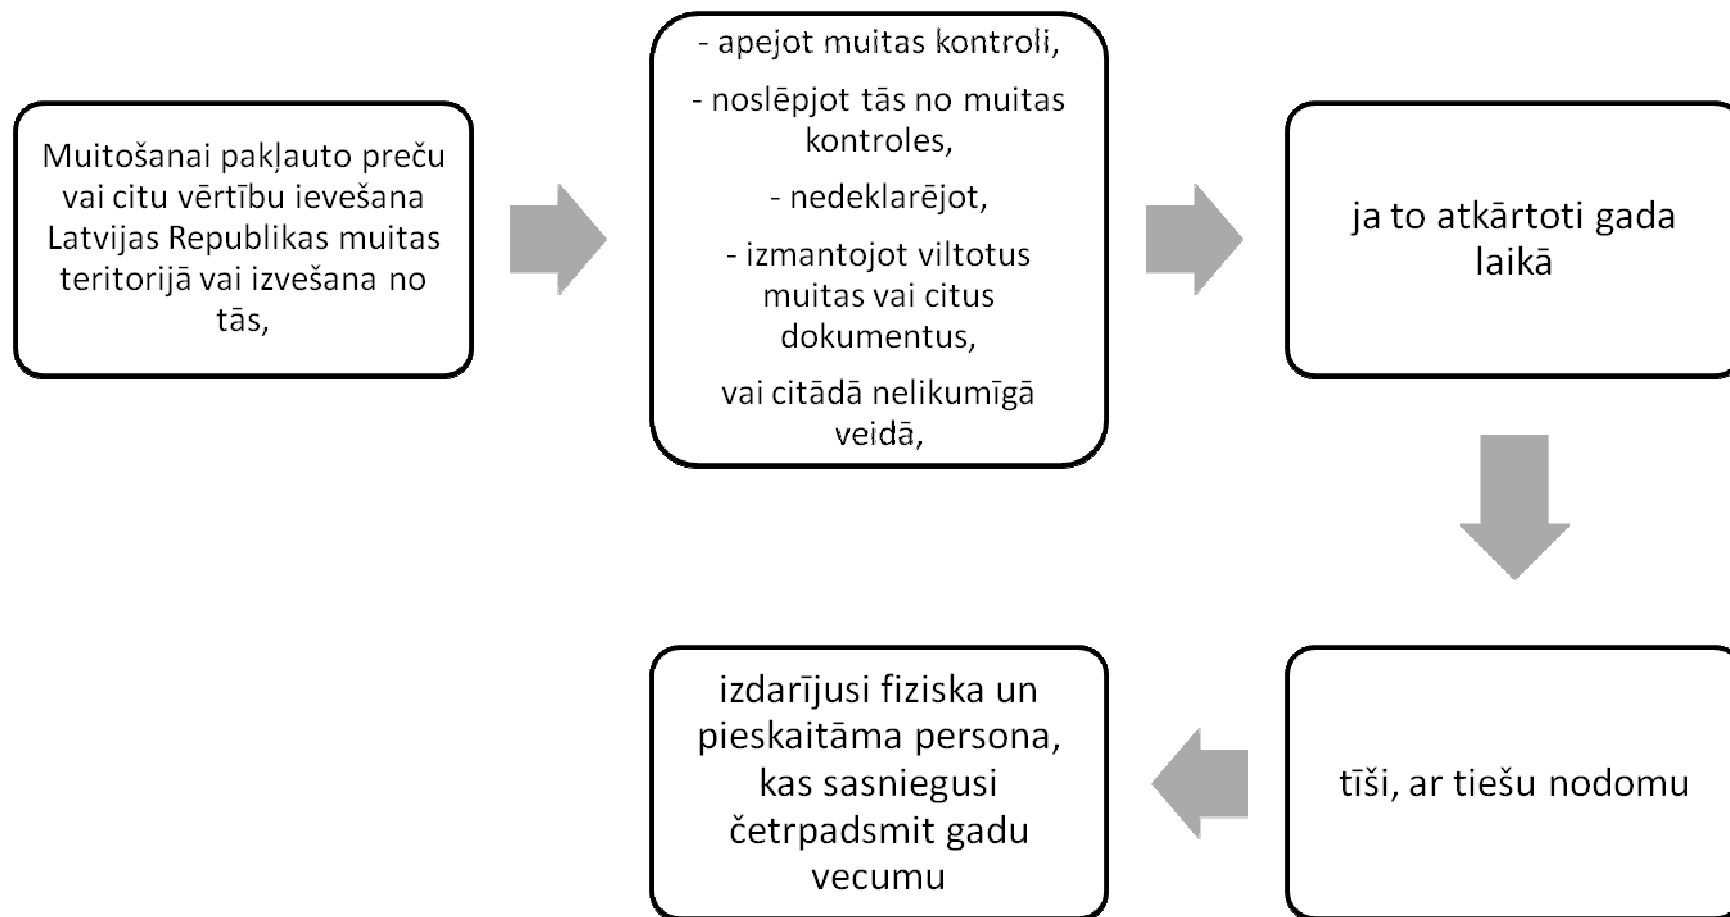 Muitošanai pakļauto preču
vai citu vērtību ievešana
Latvijas Republikas muitas
teritorijā vai izvešana no
tās,
- apejot muitas kontroli,
- noslēpjot tās no muitas
kontroles,
- nedeklarējot,
- izmantojot viltotus
muitas vai citus
dokumentus,
vai citādā nelikumīgā
veidā,
ja to atkārtoti gada
laikā
tīši, ar tiešu nodomu
izdarījusi fiziska un
pieskaitāma persona,
kas sasniegusi
četrpadsmit gadu
vecumu